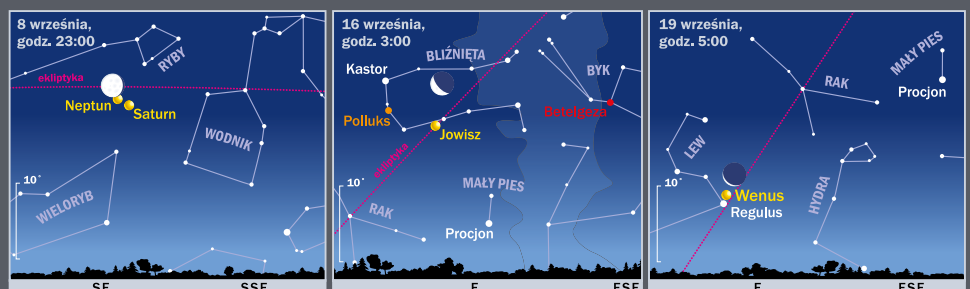 8 września,
godz. 23:00
RYBY
ekliptyka
Neptun
Saturn
WODNIK
10°
WIELORYB
SE
SSE
16 września,
godz. 3:00
BLIŹNIĘTA
Kastor
BYK
Polluks
Betelgeza
Jowisz
ekliptyka
10°
MAŁY PIES
RAK
Procjon
E
ESE
19 września,
godz. 5:00
MAŁY PIES
RAK
Procjon
LEW
10°
Wenus
Regulus
HYDRA
E
ESE